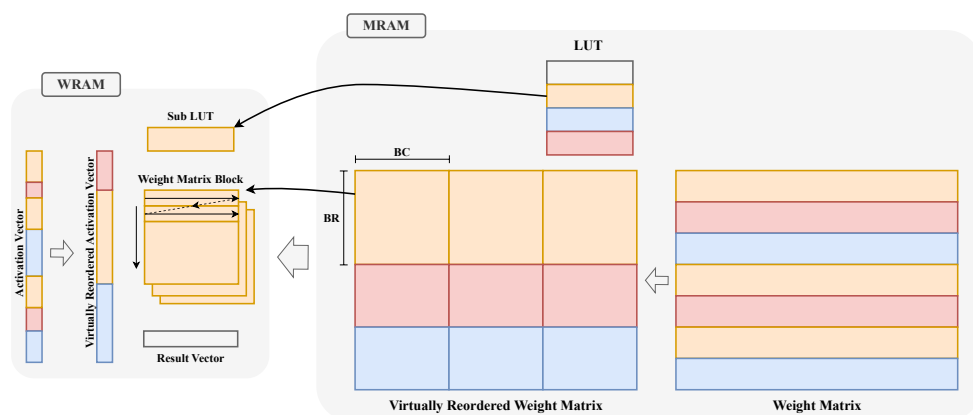 MRAM
LUT
WRAM
Sub LUT
BC
Weight Matrix Block
BR
Activation Vector
Virtually Reordered Activation Vector
Result Vector
Virtually Reordered Weight Matrix
Weight Matrix